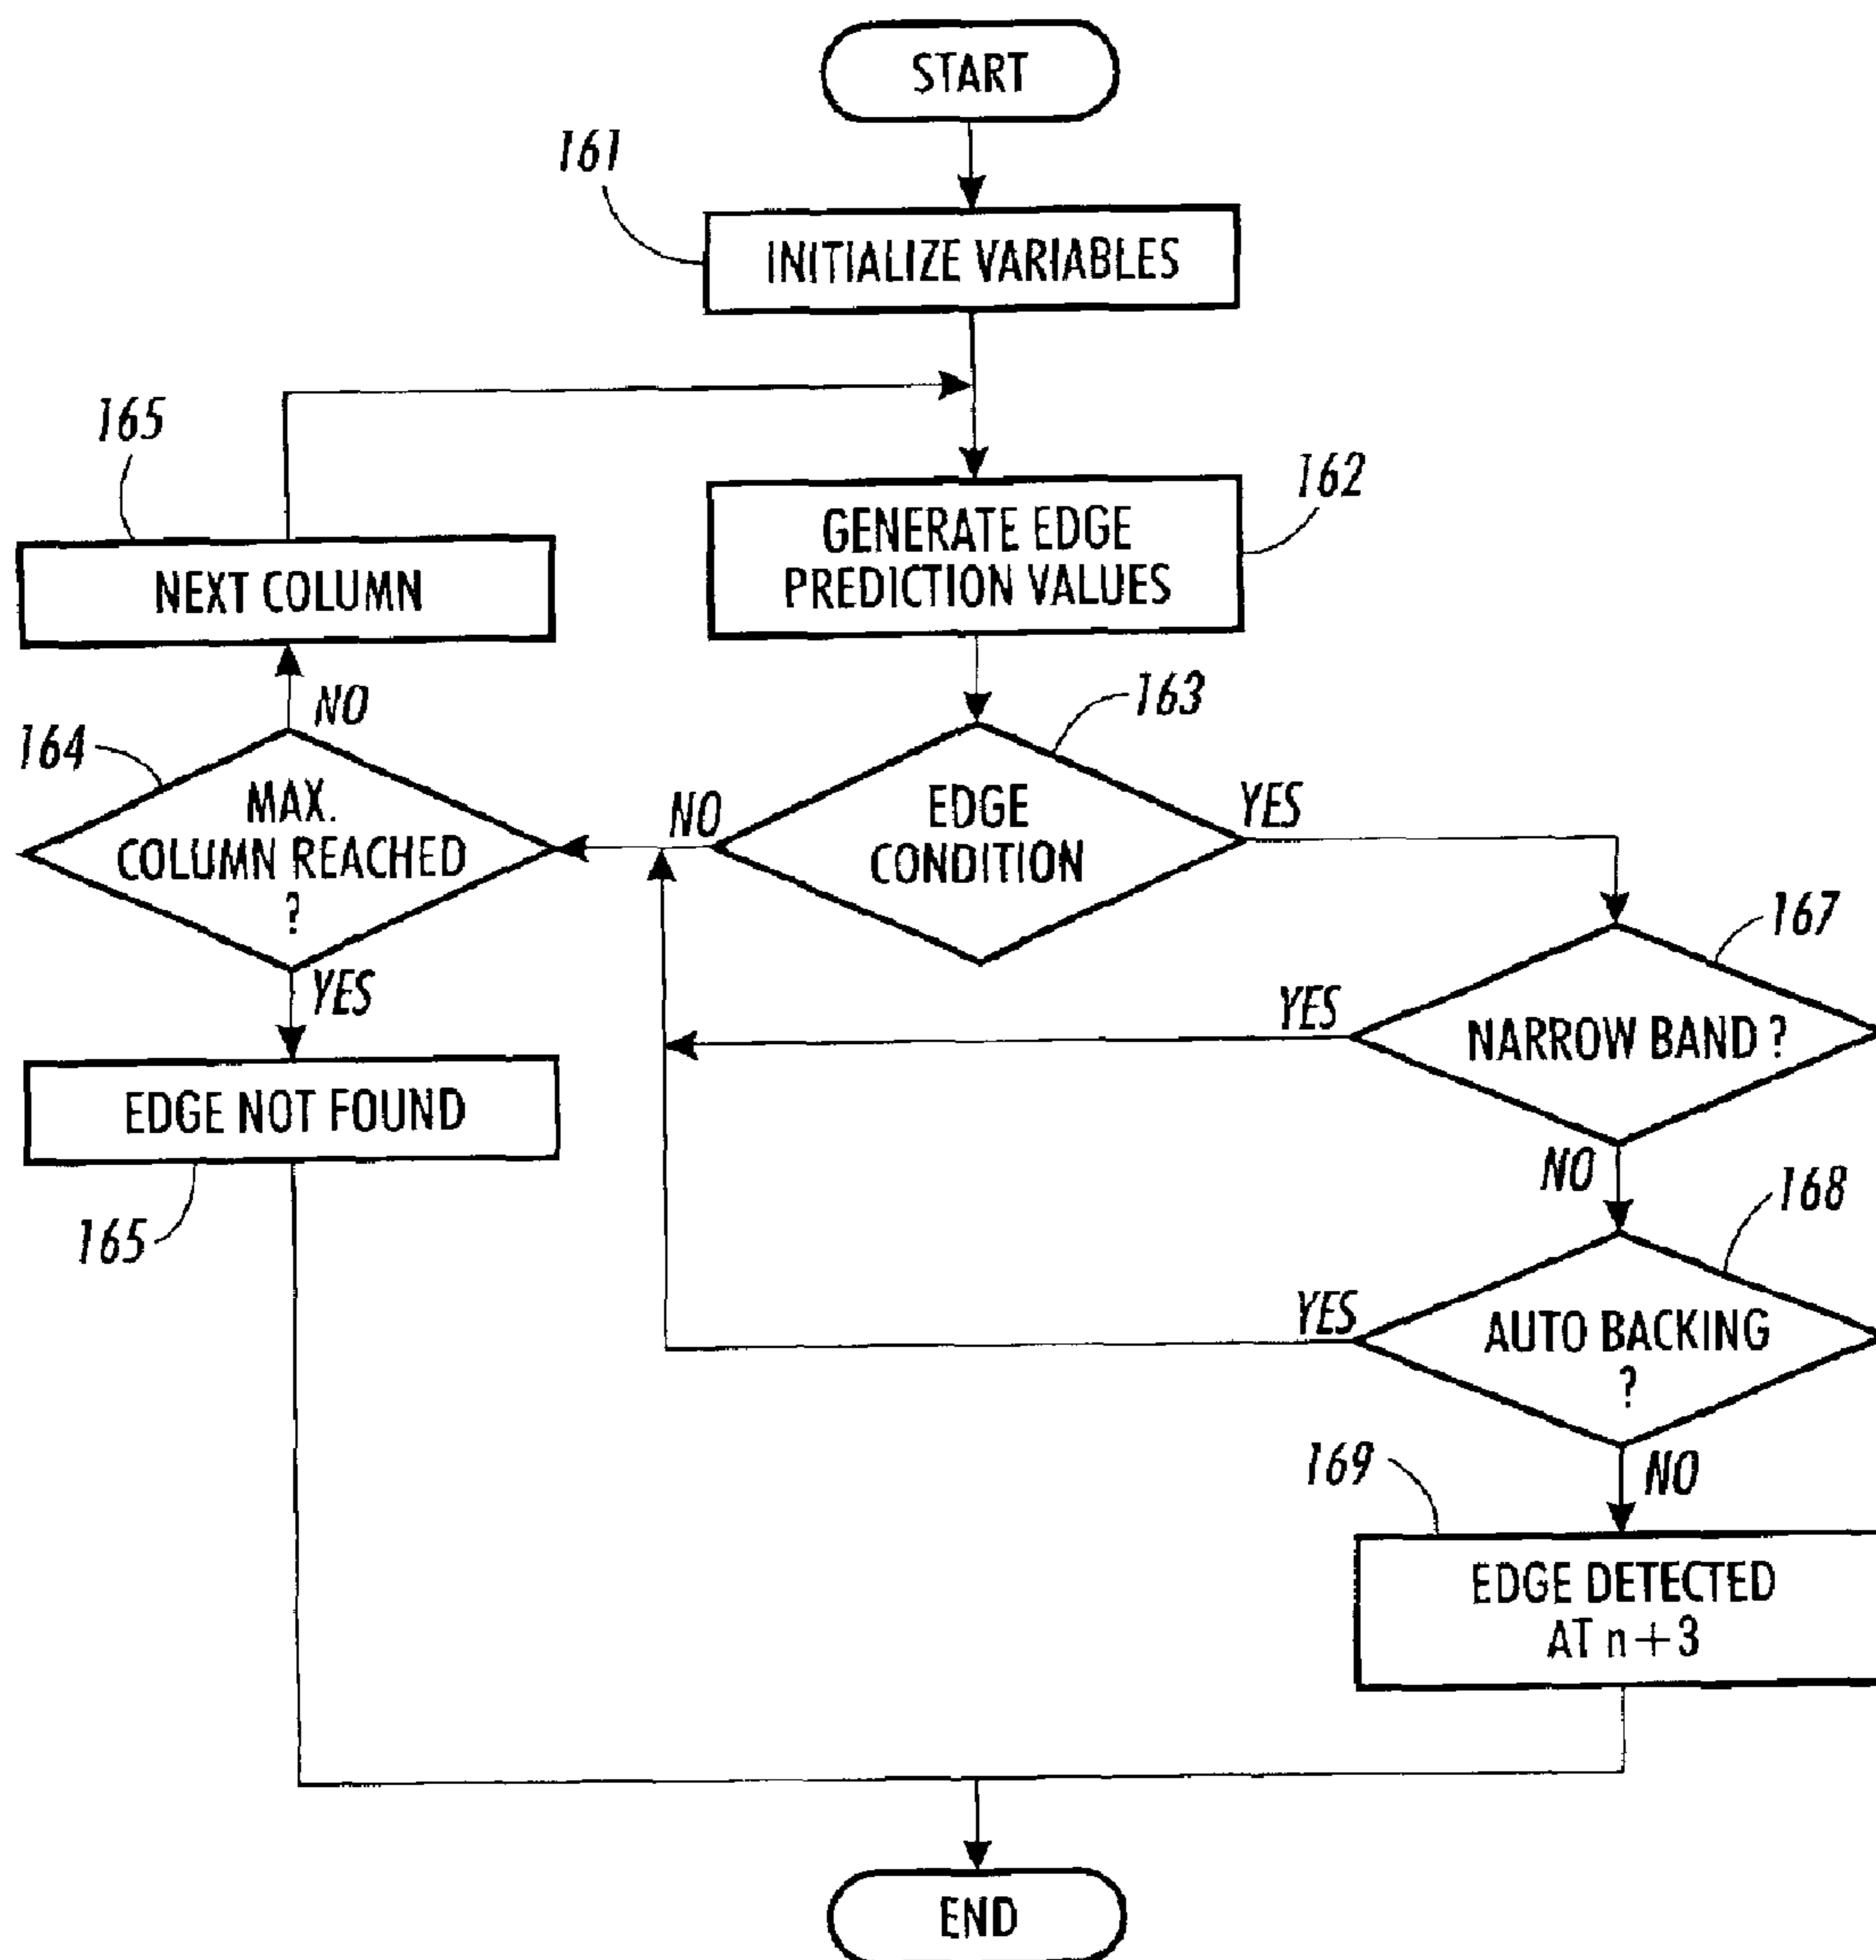 START
161
INITIALIZE VARIABLES
165
NEXT COLUMN
162
GENERATE EDGE
PREDICTION VALUES
163
EDGE
CONDITION
NO
YES
164
MAX.
COLUMN REACHED
?
NO
YES
EDGE NOT FOUND
165
167
NARROW BAND ?
YES
NO
168
AUTO BACKING
?
YES
NO
169
EDGE DETECTED
AT n+3
END